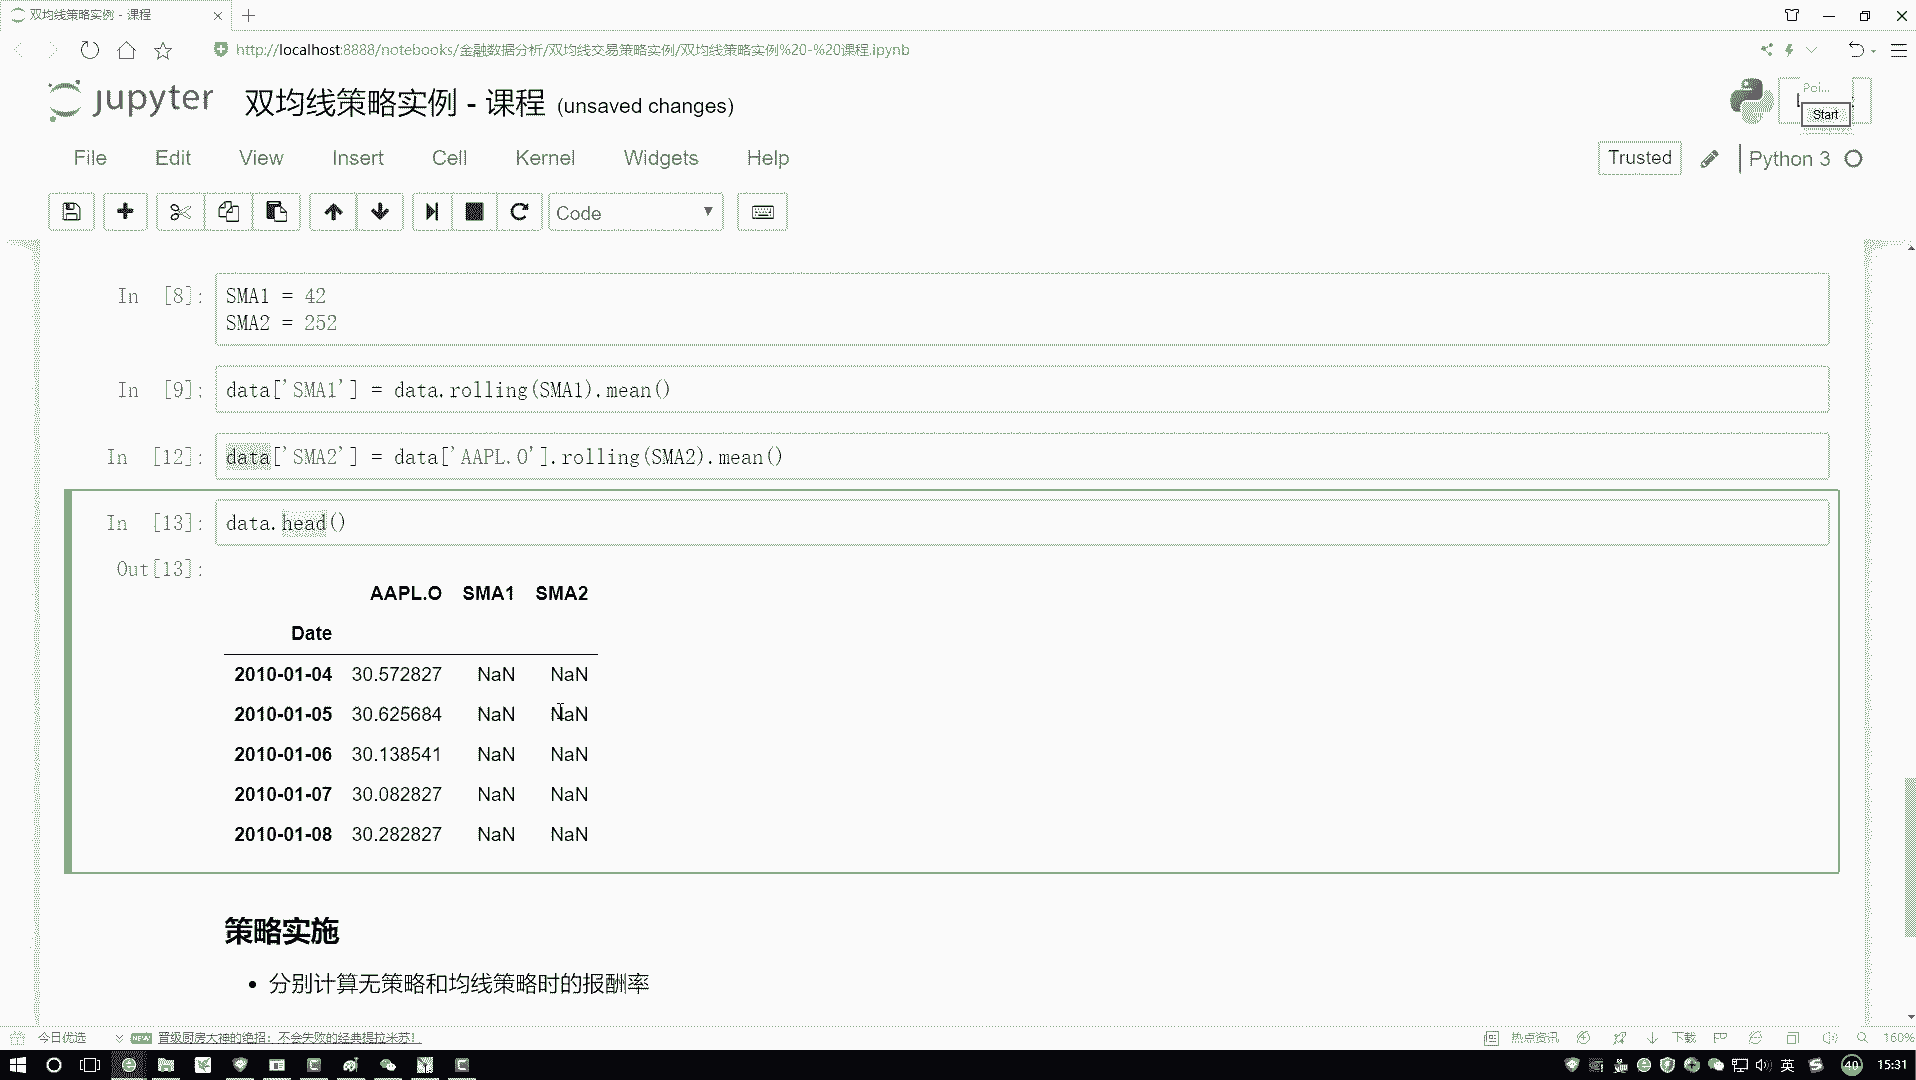 双均线策略实例 - 课程
http://localhost:8888/notebooks/金融数据分析/双均线交易策略实例/双均线策略实例%20-%20课程.ipynb
jupyter 双均线策略实例 - 课程 (unsaved changes)
Poi...
Start
File Edit View Insert Cell Kernel Widgets Help
Trusted Python 3
Code
In [8]: SMA1 = 42
SMA2 = 252
In [9]: data['SMA1'] = data.rolling(SMA1).mean()
In [12]: data['SMA2'] = data['AAPL.O'].rolling(SMA2).mean()
In [13]: data.head()
Out[13]:
AAPL.O SMA1 SMA2
Date
2010-01-04 30.572827 NaN NaN
2010-01-05 30.625684 NaN NaN
2010-01-06 30.138541 NaN NaN
2010-01-07 30.082827 NaN NaN
2010-01-08 30.282827 NaN NaN
策略实施
• 分别计算无策略和均线策略时的报酬率
今日优选 NEW 晋级厨房大神的绝招：不会失败的经典提拉米苏！ 热点资讯 下载 160%
英 40 15:31